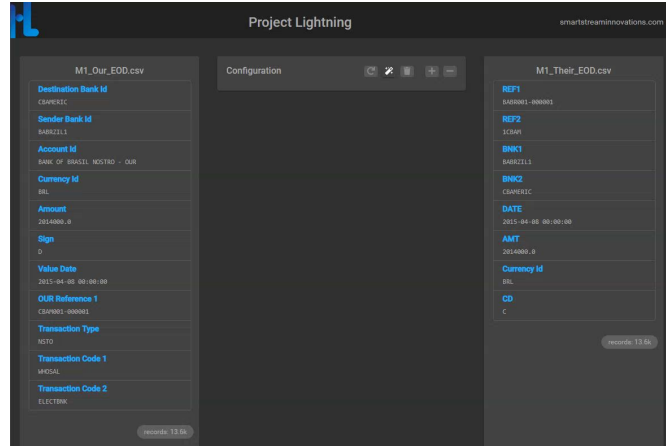 HL
Project Lightning
smartstreaminnovations.com
M1_Our_EOD.csv
Destination Bank Id
CBAMERIC
Sender Bank Id
BABRZIL1
Account Id
BANK OF BRASIL NOSTRO - OUR
Currency Id
BRL
Amount
2014000.0
Sign
D
Value Date
2015-04-08 00:00:00
OUR Reference 1
CBAM001-000001
Transaction Type
NSTO
Transaction Code 1
WHOSAL
Transaction Code 2
ELECTBNK
records: 13.6k
Configuration
M1_Their_EOD.csv
REF1
BABR001-000001
REF2
1CBAM
BNK1
BABRZIL1
BNK2
CBAMERIC
DATE
2015-04-08 00:00:00
AMT
2014000.0
Currency Id
BRL
CD
C
records: 13.6k